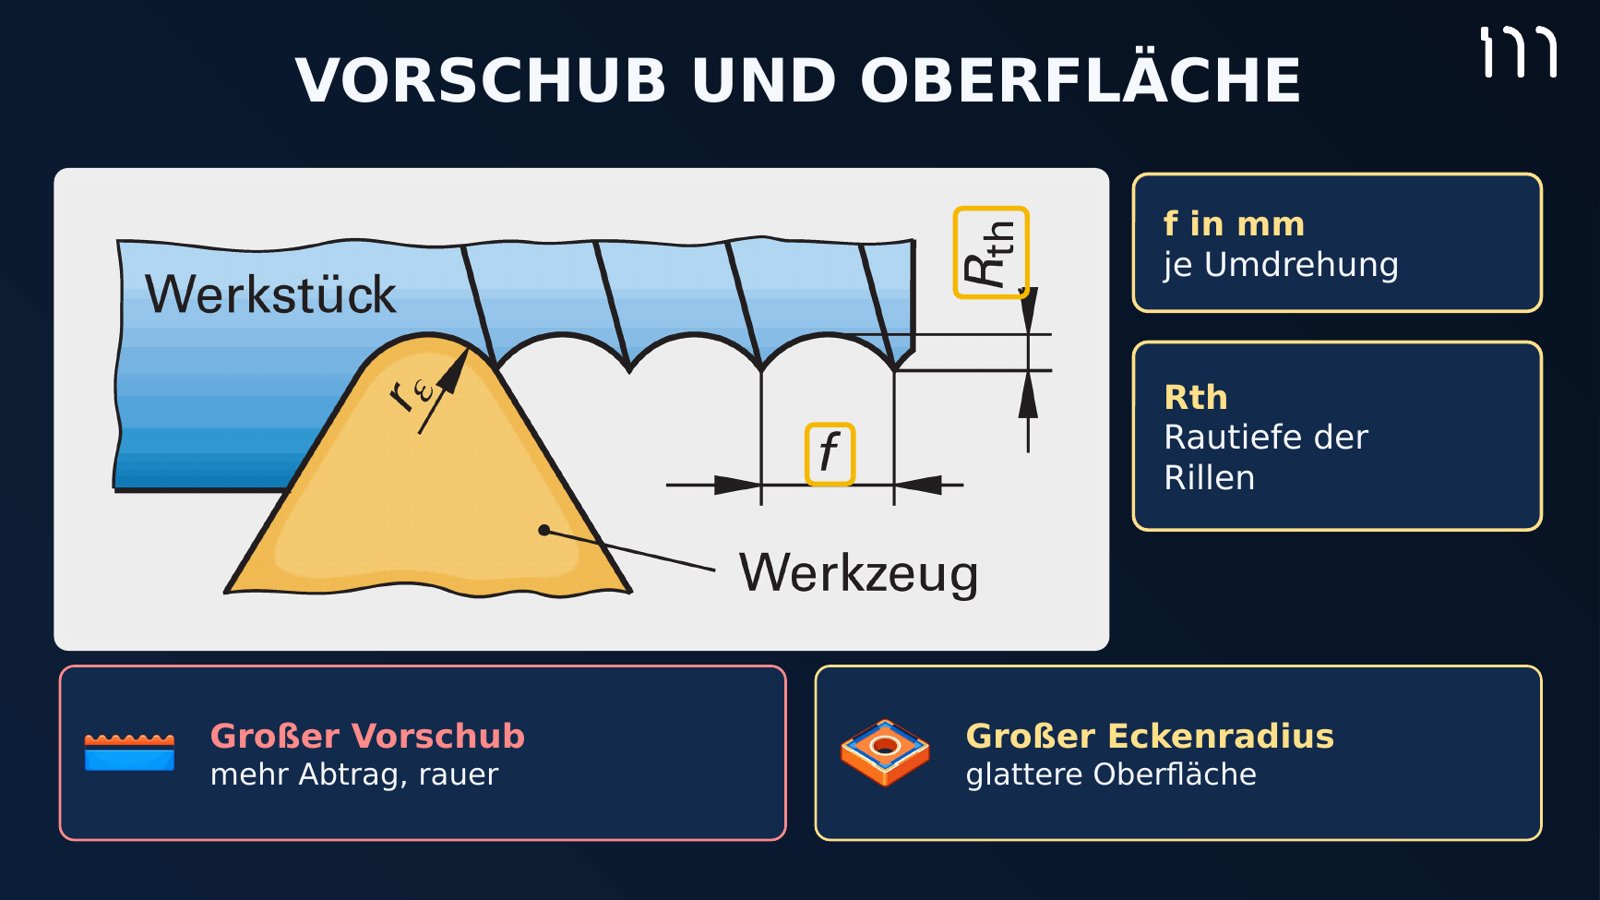 VORSCHUB UND OBERFLÄCHE
m
Werkstück
Rth
rε
f
Werkzeug
f in mm
je Umdrehung
Rth
Rautiefe der
Rillen
Großer Vorschub
mehr Abtrag, rauer
Großer Eckenradius
glattere Oberfläche